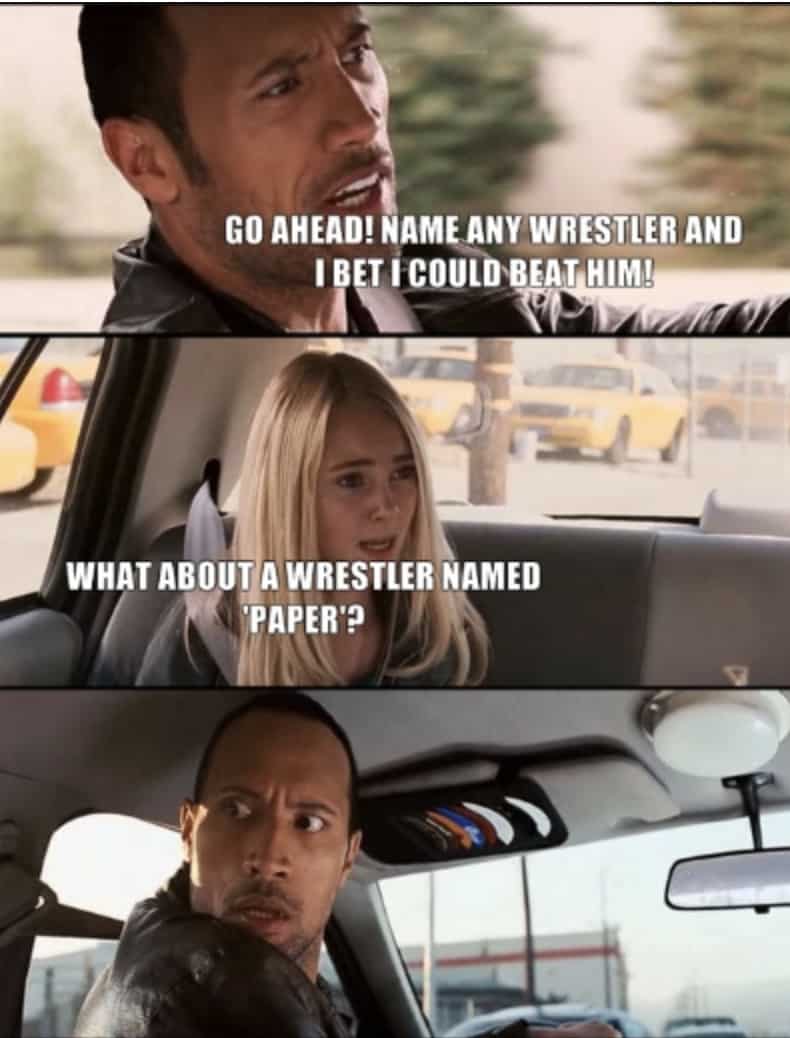 GO AHEAD! NAME ANY WRESTLER AND
I BET I COULD BEAT HIM!
WHAT ABOUT A WRESTLER NAMED
'PAPER'?